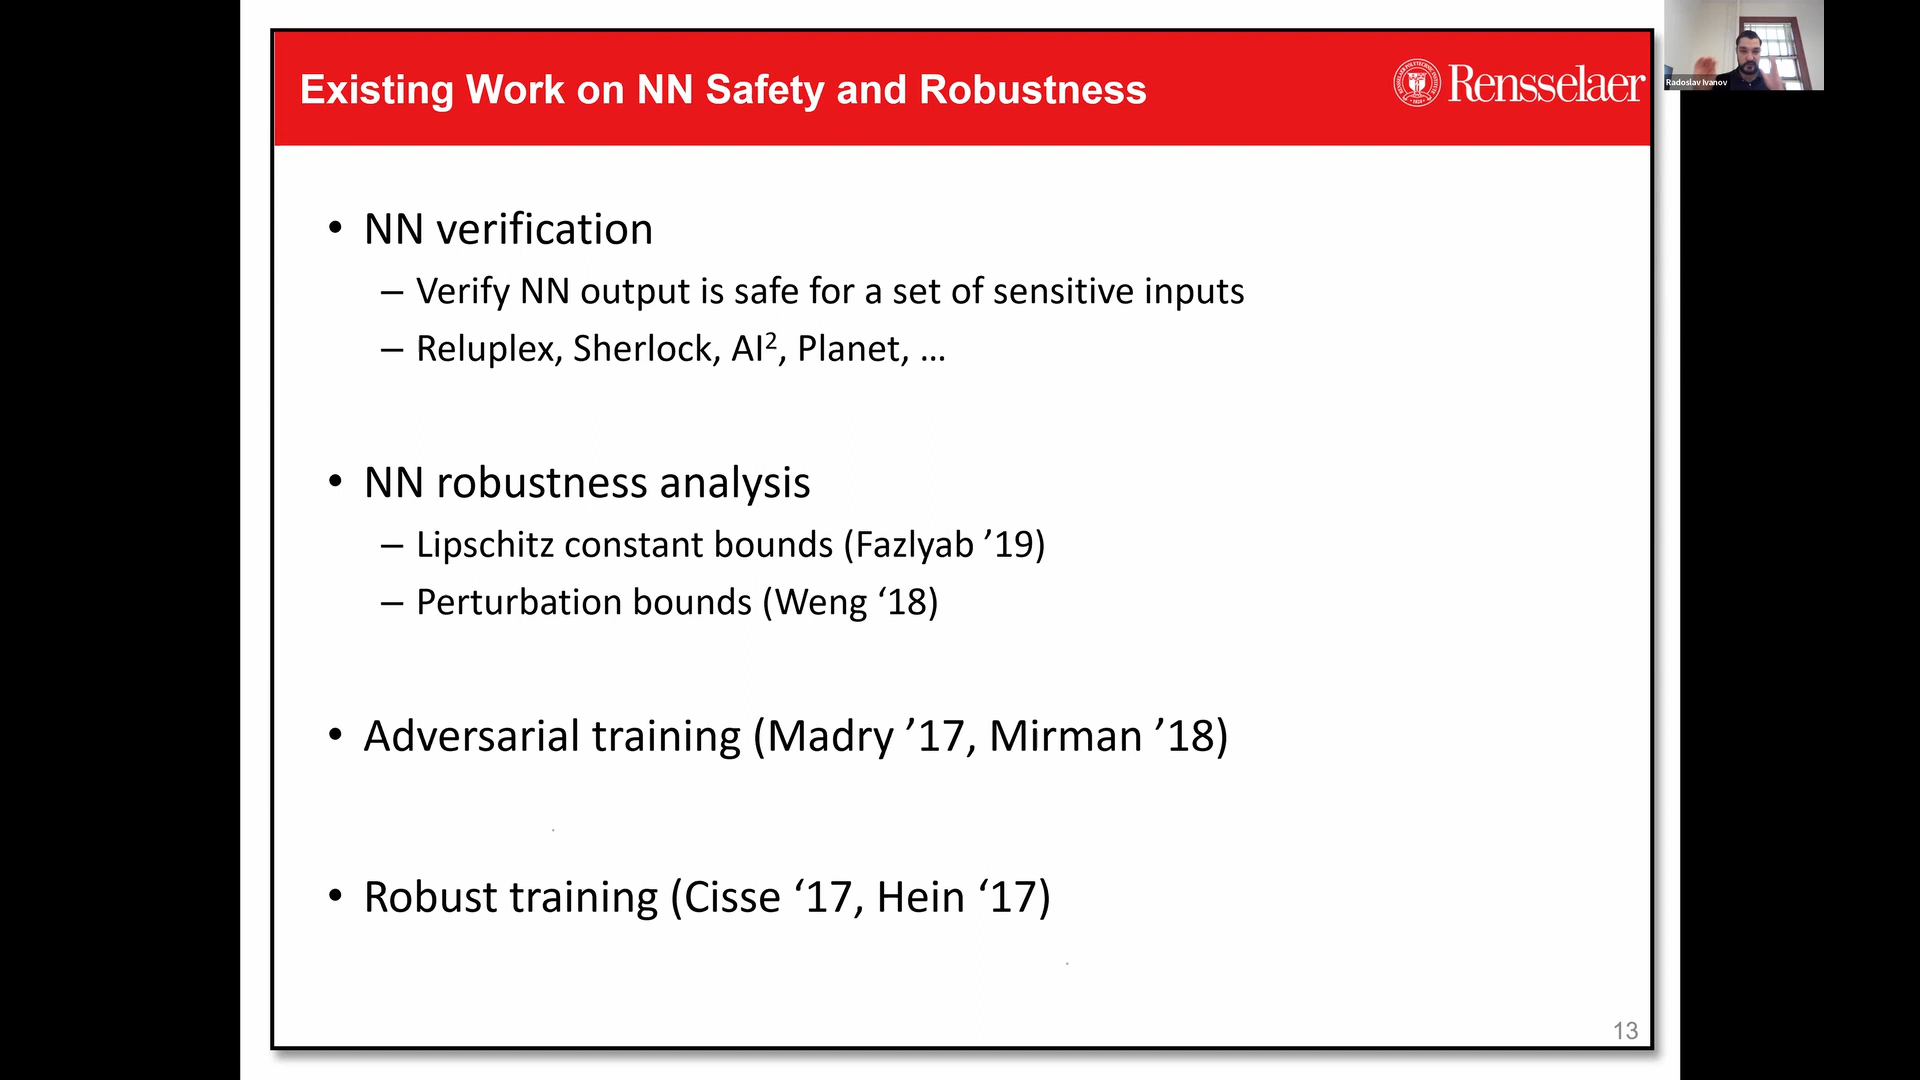 Existing Work on NN Safety and Robustness
Rensselaer
Radoslav Ivanov
• NN verification
– Verify NN output is safe for a set of sensitive inputs
– Reluplex, Sherlock, AI², Planet, ...
• NN robustness analysis
– Lipschitz constant bounds (Fazlyab ’19)
– Perturbation bounds (Weng ‘18)
• Adversarial training (Madry ’17, Mirman ’18)
• Robust training (Cisse ‘17, Hein ‘17)
13